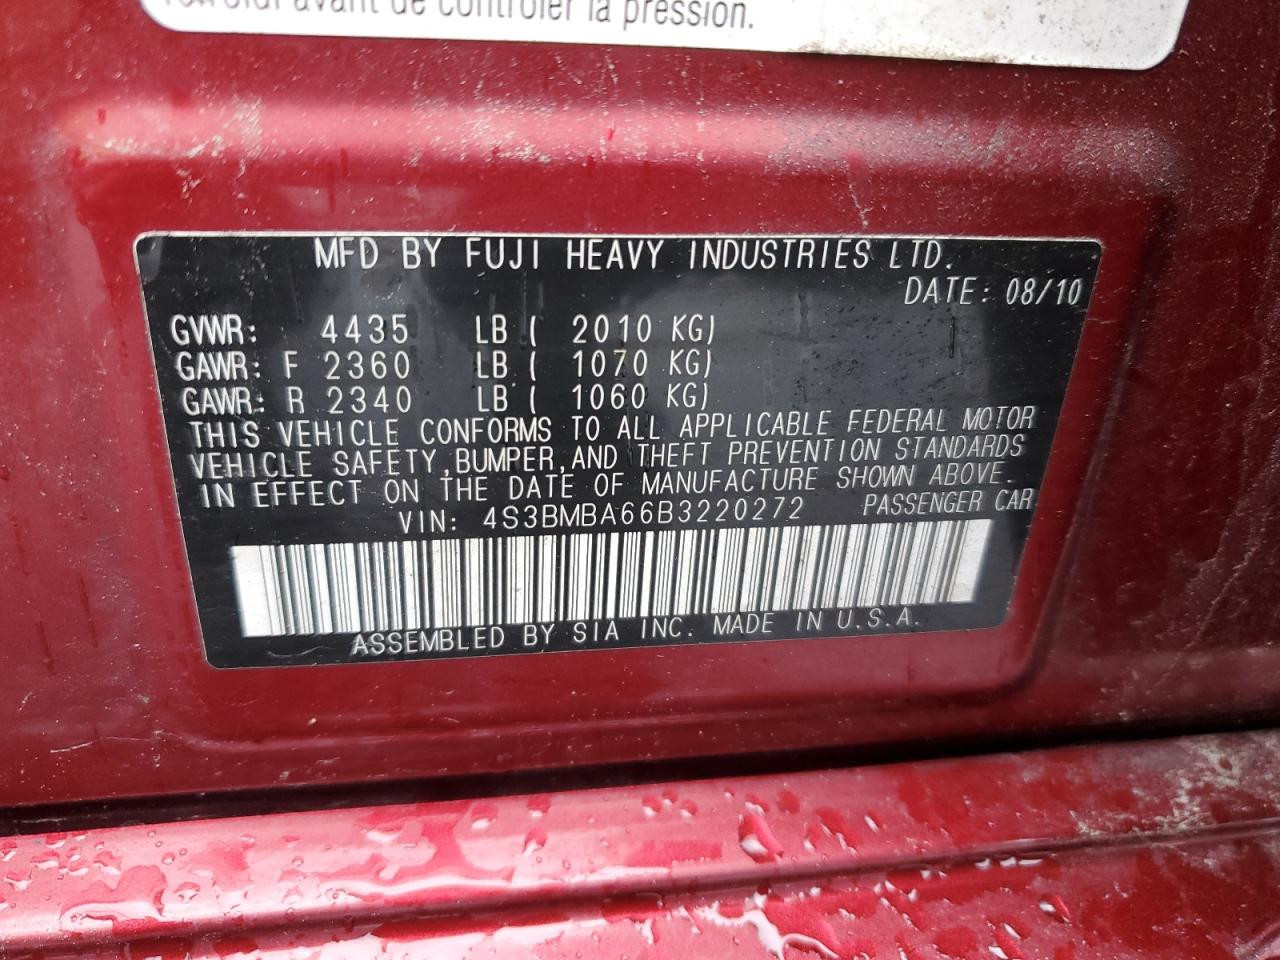 avant de contrôler la pression.
MFD BY FUJI HEAVY INDUSTRIES LTD.
DATE: 08/10
GVWR: 4435 LB ( 2010 KG)
GAWR: F 2360 LB ( 1070 KG)
GAWR: R 2340 LB ( 1060 KG)
THIS VEHICLE CONFORMS TO ALL APPLICABLE FEDERAL MOTOR
VEHICLE SAFETY, BUMPER, AND THEFT PREVENTION STANDARDS
IN EFFECT ON THE DATE OF MANUFACTURE SHOWN ABOVE.
VIN: 4S3BMBA66B3220272 PASSENGER CAR
ASSEMBLED BY SIA INC. MADE IN U.S.A.